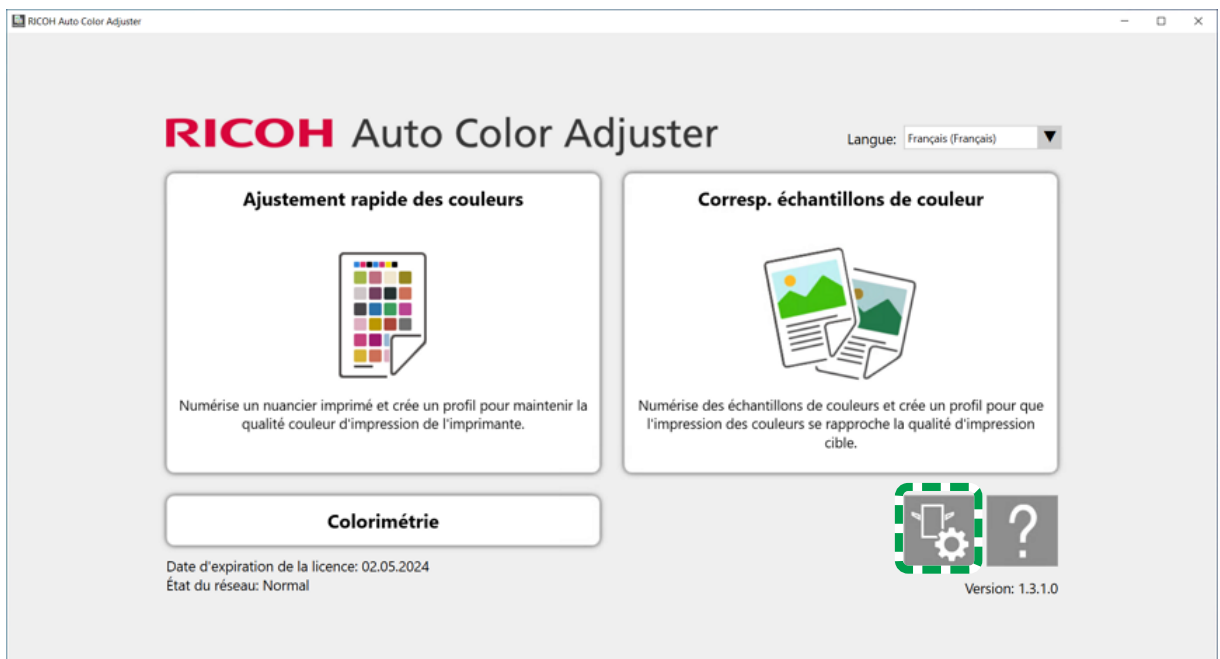 RICOH Auto Color Adjuster
RICOH Auto Color Adjuster
Langue: Français (Français)
Ajustement rapide des couleurs
Numérise un nuancier imprimé et crée un profil pour maintenir la
qualité couleur d'impression de l'imprimante.
Corresp. échantillons de couleur
Numérise des échantillons de couleurs et crée un profil pour que
l'impression des couleurs se rapproche la qualité d'impression
cible.
Colorimétrie
?
Date d'expiration de la licence: 02.05.2024
État du réseau: Normal
Version: 1.3.1.0